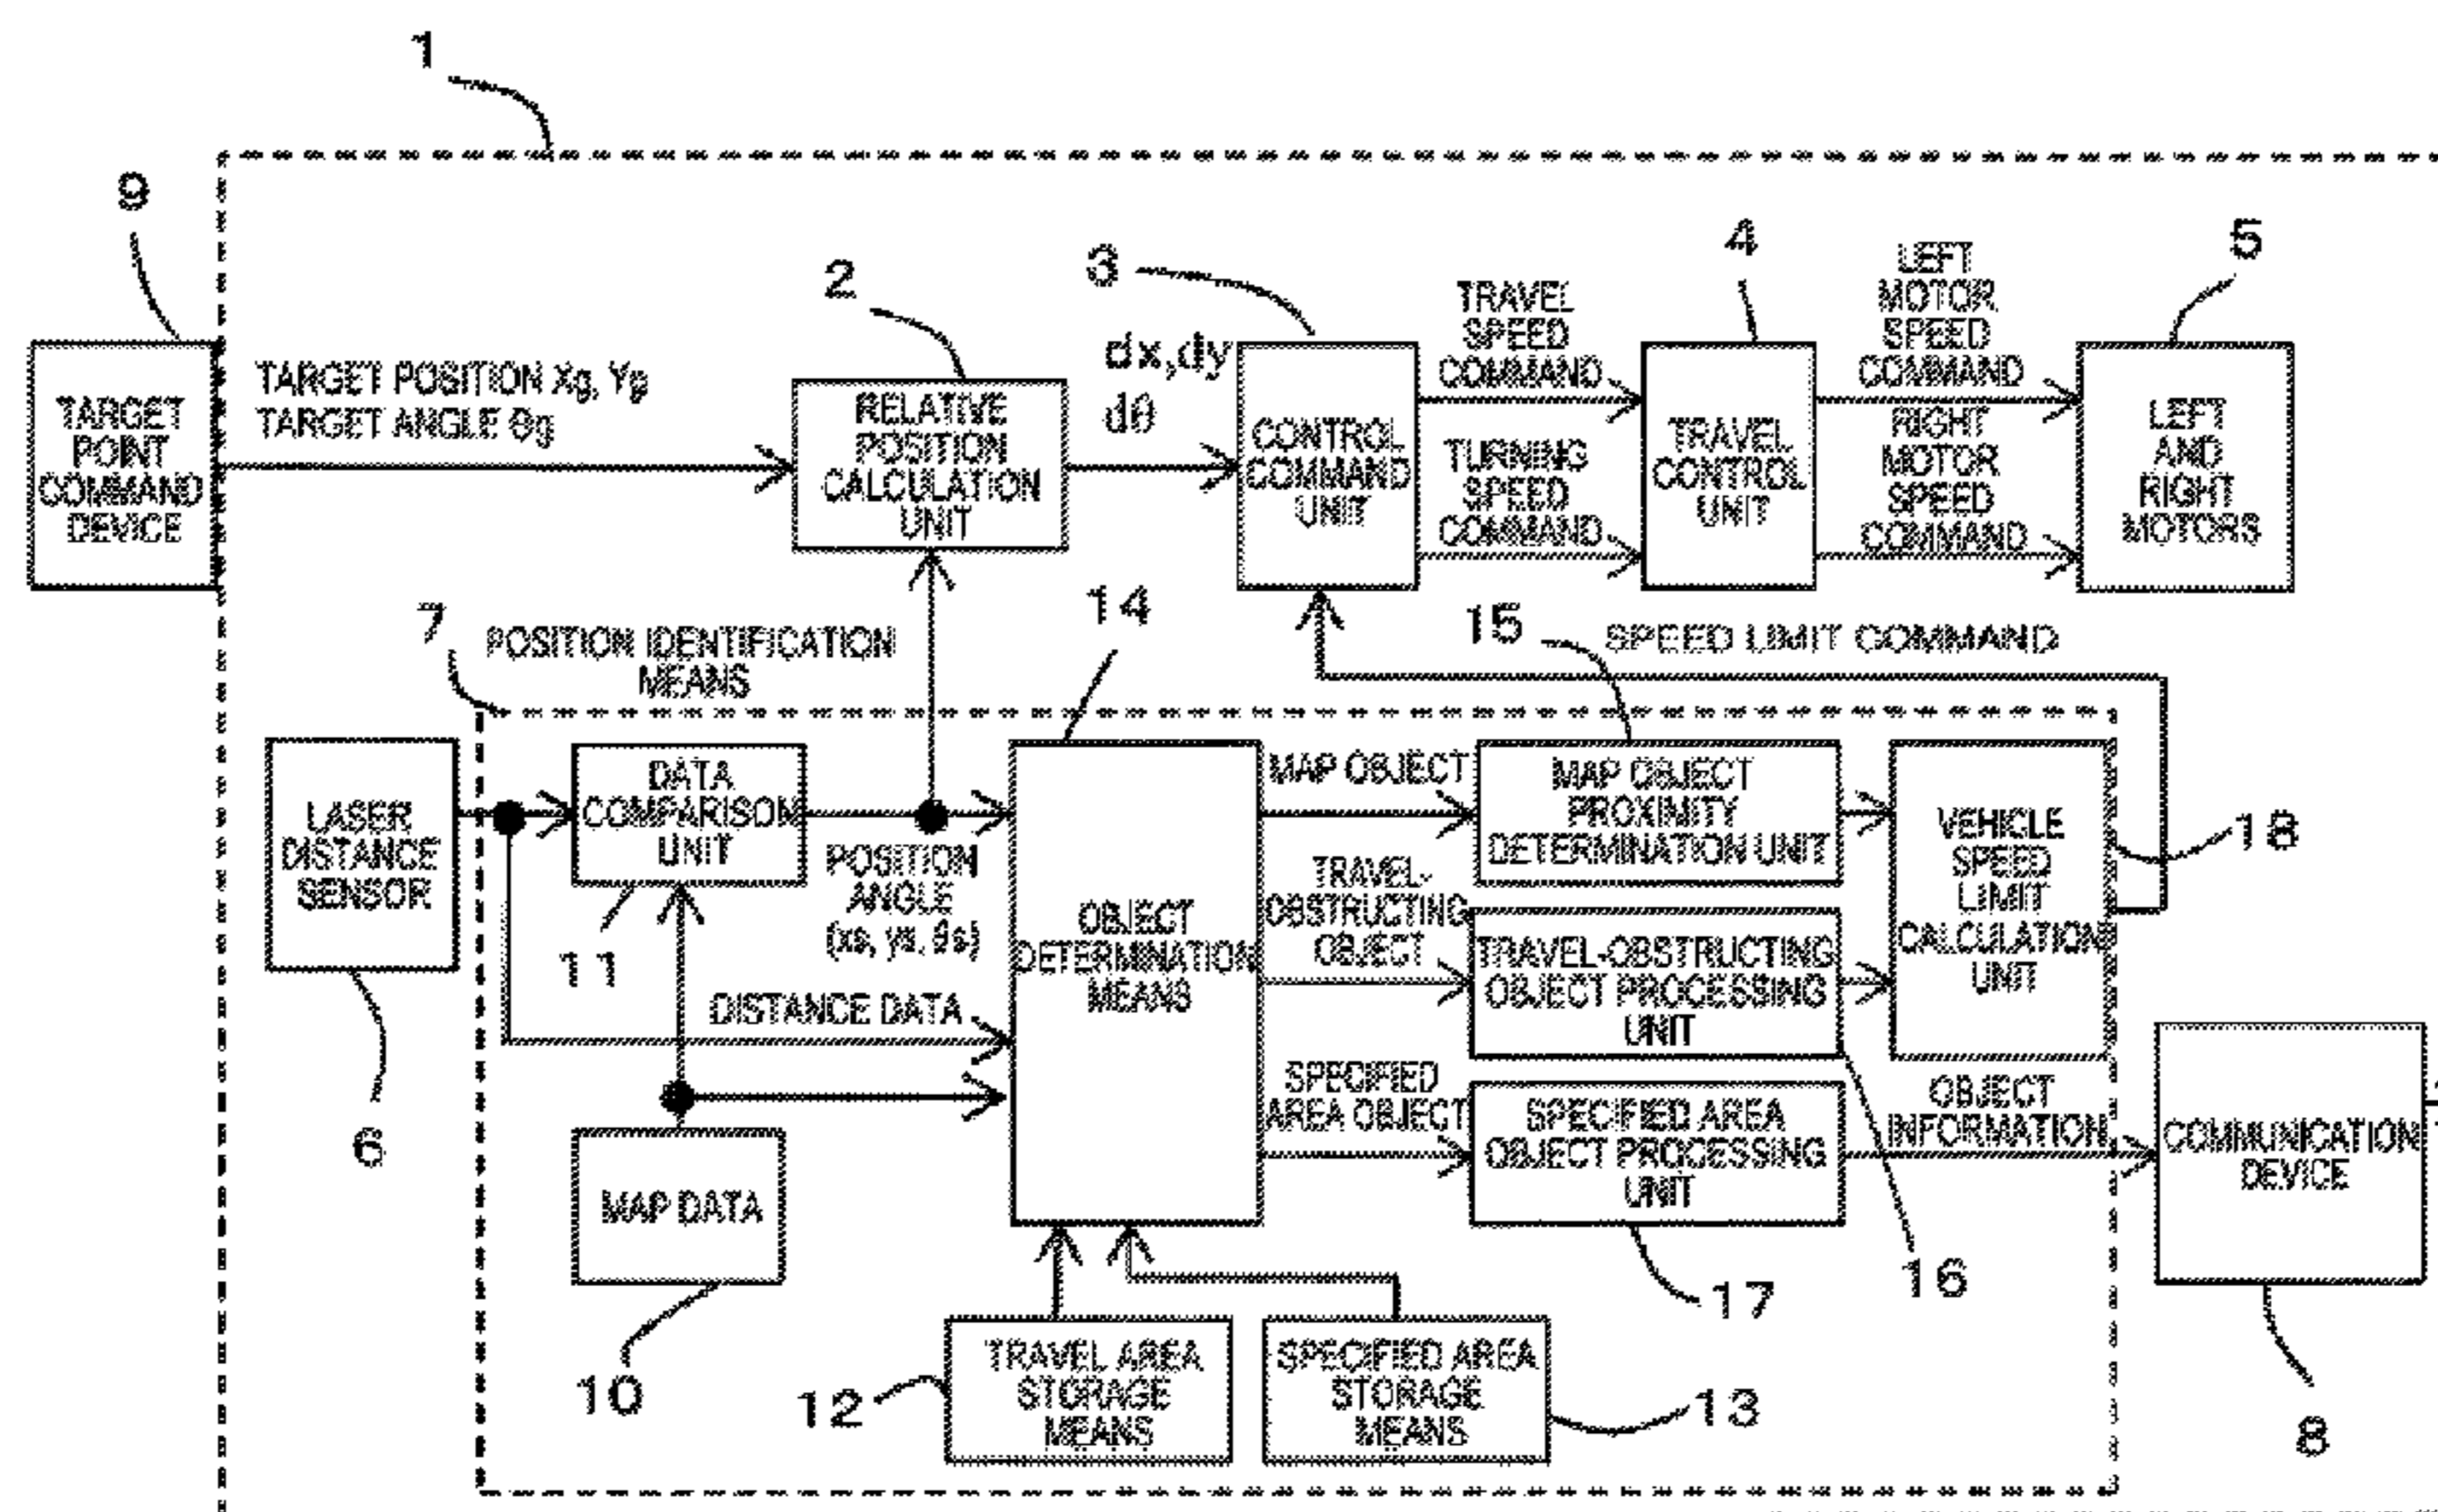 1
9
TARGET
POINT
COMMAND
DEVICE
TARGET POSITION Xg, Yg
TARGET ANGLE θg
2
RELATIVE
POSITION
CALCULATION
UNIT
dx,dy
dθ
3
CONTROL
COMMAND
UNIT
TRAVEL
SPEED
COMMAND
TURNING
SPEED
COMMAND
4
TRAVEL
CONTROL
UNIT
LEFT
MOTOR
SPEED
COMMAND
RIGHT
MOTOR
SPEED
COMMAND
5
LEFT
AND
RIGHT
MOTORS
7
POSITION IDENTIFICATION
MEANS
14
15
SPEED LIMIT COMMAND
LASER
DISTANCE
SENSOR
6
DATA
COMPARISON
UNIT
11
POSITION
ANGLE
(xs, ys, θs)
DISTANCE DATA
MAP DATA
10
OBJECT
DETERMINATION
MEANS
MAP OBJECT
TRAVEL-
OBSTRUCTING
OBJECT
SPECIFIED
AREA OBJECT
MAP OBJECT
PROXIMITY
DETERMINATION UNIT
TRAVEL-OBSTRUCTING
OBJECT PROCESSING
UNIT
SPECIFIED AREA
OBJECT PROCESSING
UNIT
VEHICLE
SPEED
LIMIT
CALCULATION
UNIT
18
OBJECT
INFORMATION
COMMUNICATION
DEVICE
8
16
17
12
TRAVEL AREA
STORAGE
MEANS
SPECIFIED AREA
STORAGE
MEANS
13